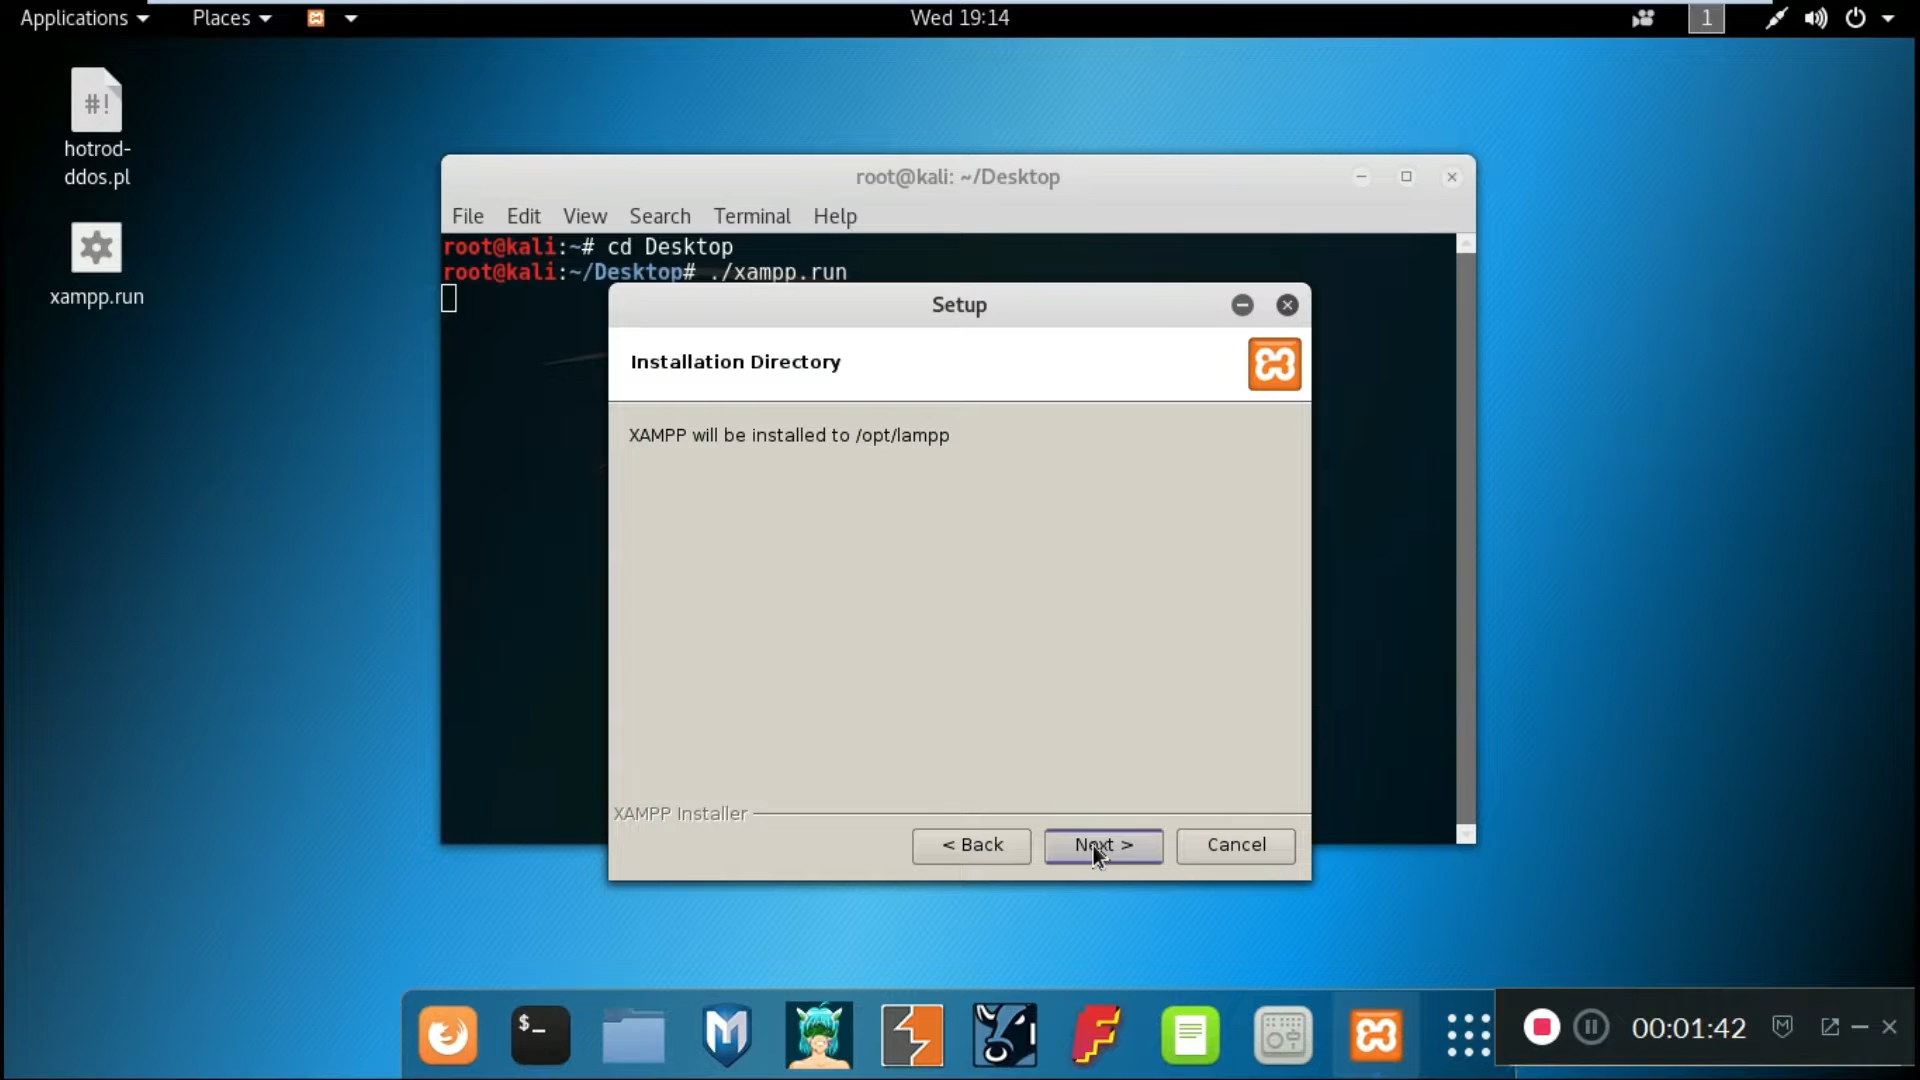 Applications
Places
Wed 19:14
1
#!
hotrod-
ddos.pl
xampp.run
root@kali: ~/Desktop
File Edit View Search Terminal Help
root@kali:~# cd Desktop
root@kali:~/Desktop# ./xampp.run
Setup
Installation Directory
XAMPP will be installed to /opt/lampp
XAMPP Installer
< Back
Next >
Cancel
$_
00:01:42